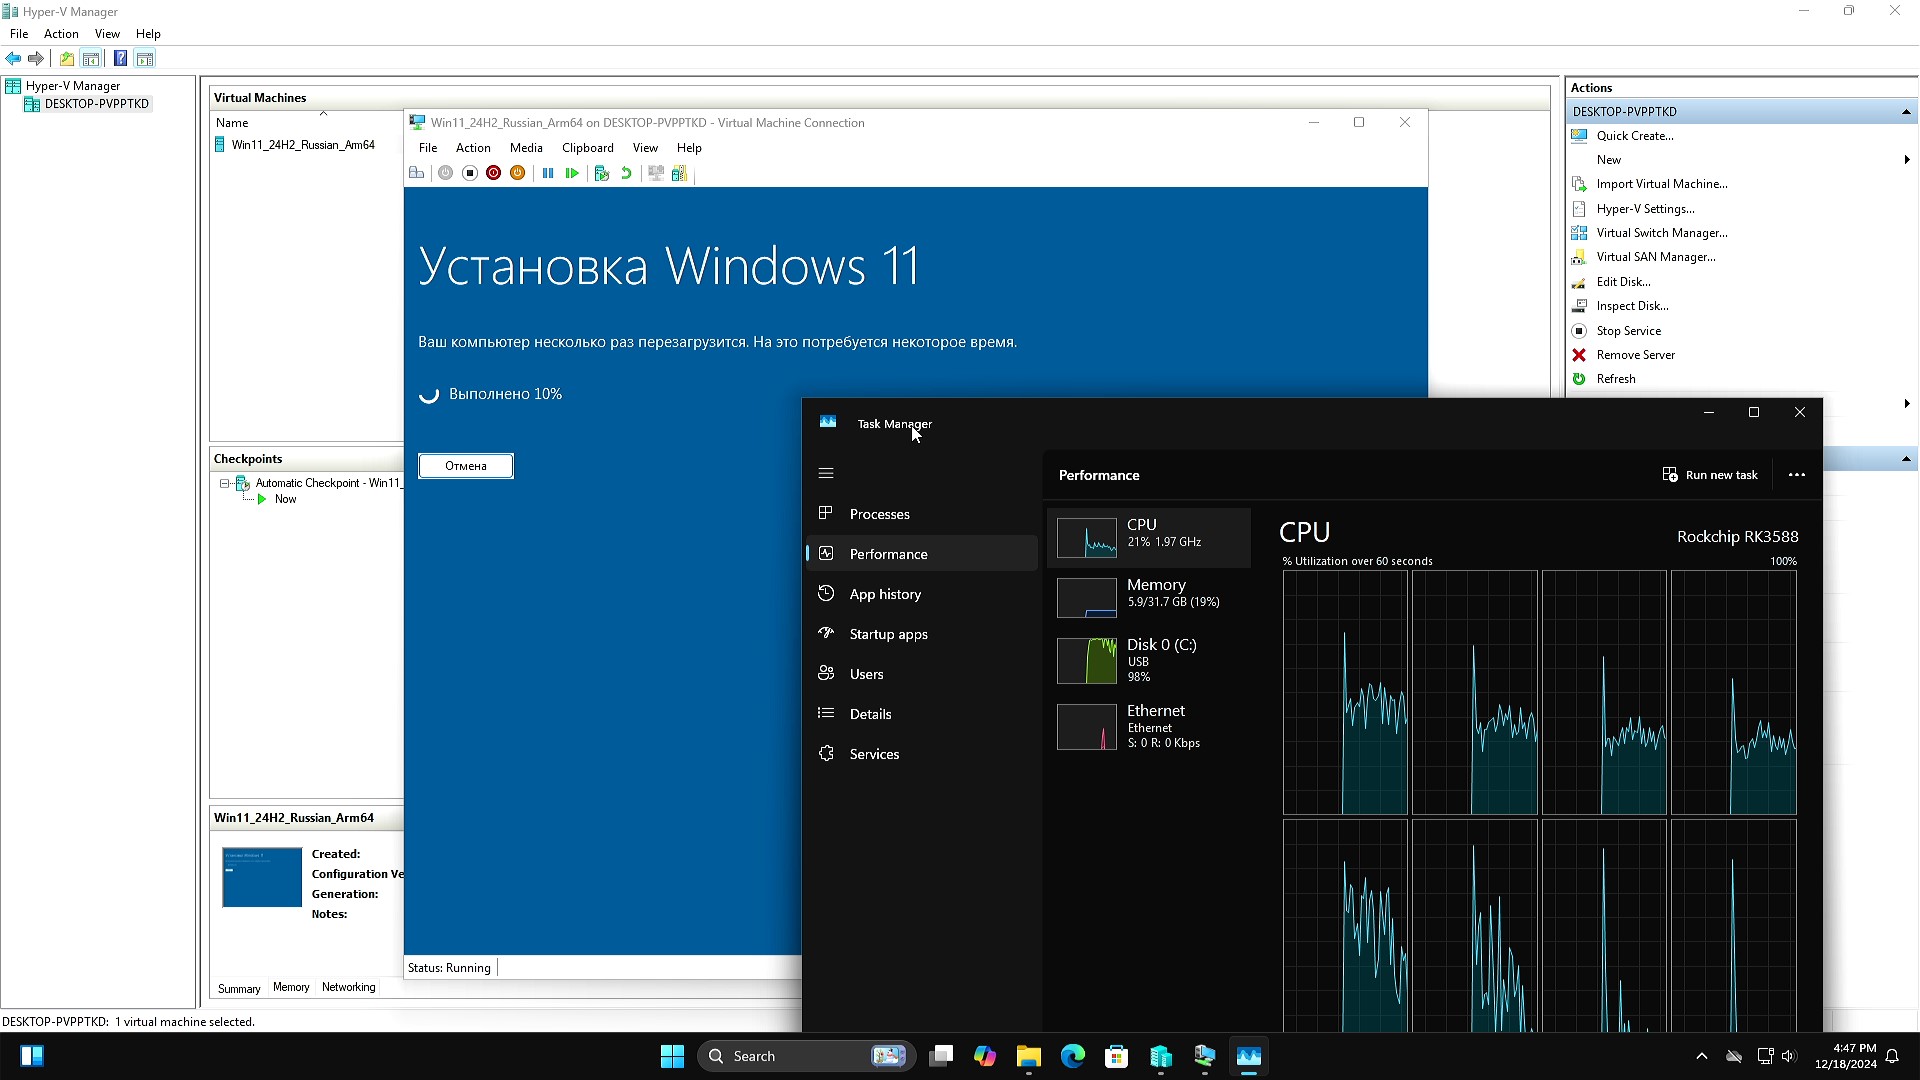 Hyper-V Manager
File Action View Help
Hyper-V Manager
DESKTOP-PVPPTKD
Virtual Machines
Name
Win11_24H2_Russian_Arm64
Checkpoints
Automatic Checkpoint - Win11_
Now
Win11_24H2_Russian_Arm64
Created:
Configuration Ve
Generation:
Notes:
Summary Memory Networking
DESKTOP-PVPPTKD: 1 virtual machine selected.
Win11_24H2_Russian_Arm64 on DESKTOP-PVPPTKD - Virtual Machine Connection
File Action Media Clipboard View Help
Установка Windows 11
Ваш компьютер несколько раз перезагрузится. На это потребуется некоторое время.
Выполнено 10%
Отмена
Status: Running
Actions
DESKTOP-PVPPTKD
Quick Create...
New
Import Virtual Machine...
Hyper-V Settings...
Virtual Switch Manager...
Virtual SAN Manager...
Edit Disk...
Inspect Disk...
Stop Service
Remove Server
Refresh
Task Manager
Processes
Performance
App history
Startup apps
Users
Details
Services
Performance
Run new task
CPU
21% 1.97 GHz
Memory
5.9/31.7 GB (19%)
Disk 0 (C:)
USB
98%
Ethernet
Ethernet
S: 0 R: 0 Kbps
CPU
Rockchip RK3588
% Utilization over 60 seconds
100%
Search
4:47 PM
12/18/2024